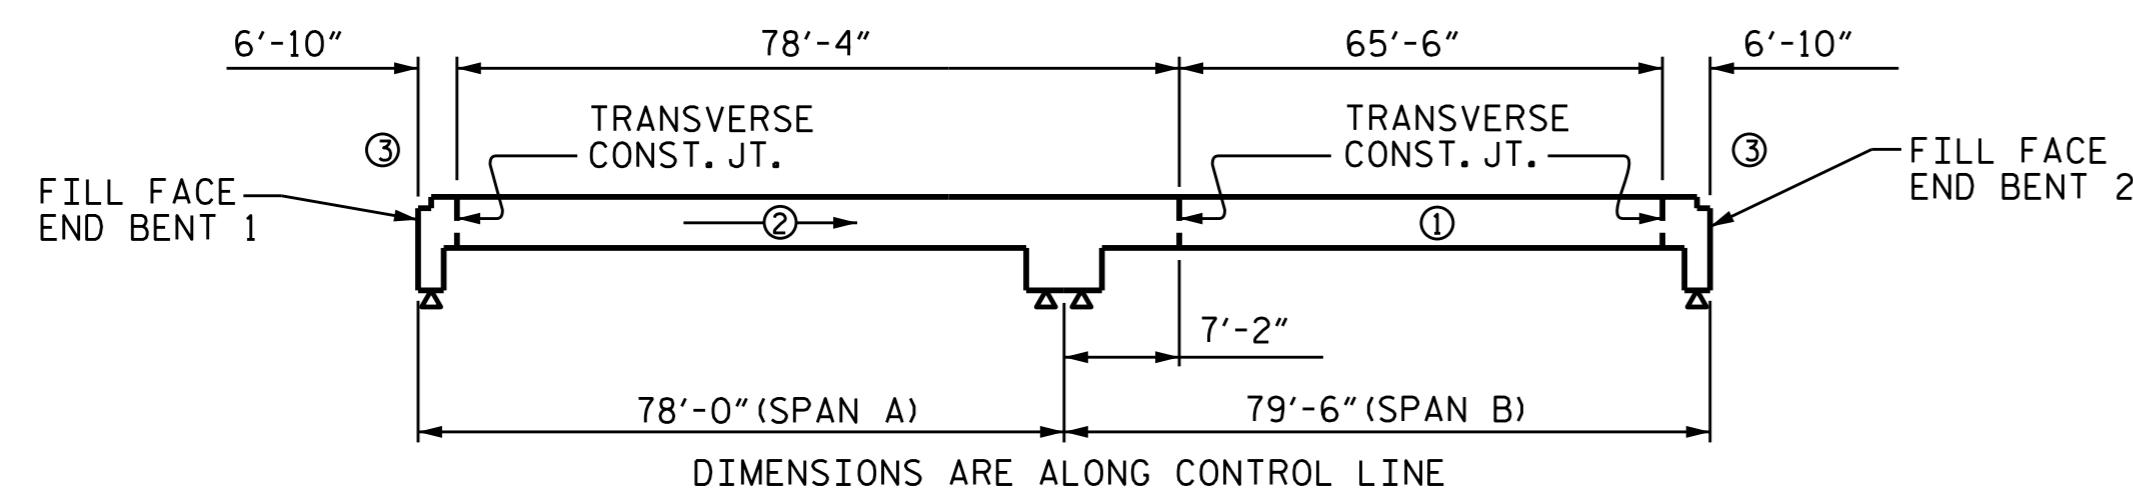 6'-10" 78'-4" 65'-6" 6'-10"
TRANSVERSE
CONST. JT.
TRANSVERSE
CONST. JT.
3
3
FILL FACE
END BENT 1
FILL FACE
END BENT 2
2
1
7'-2"
78'-0" (SPAN A)
79'-6" (SPAN B)
DIMENSIONS ARE ALONG CONTROL LINE